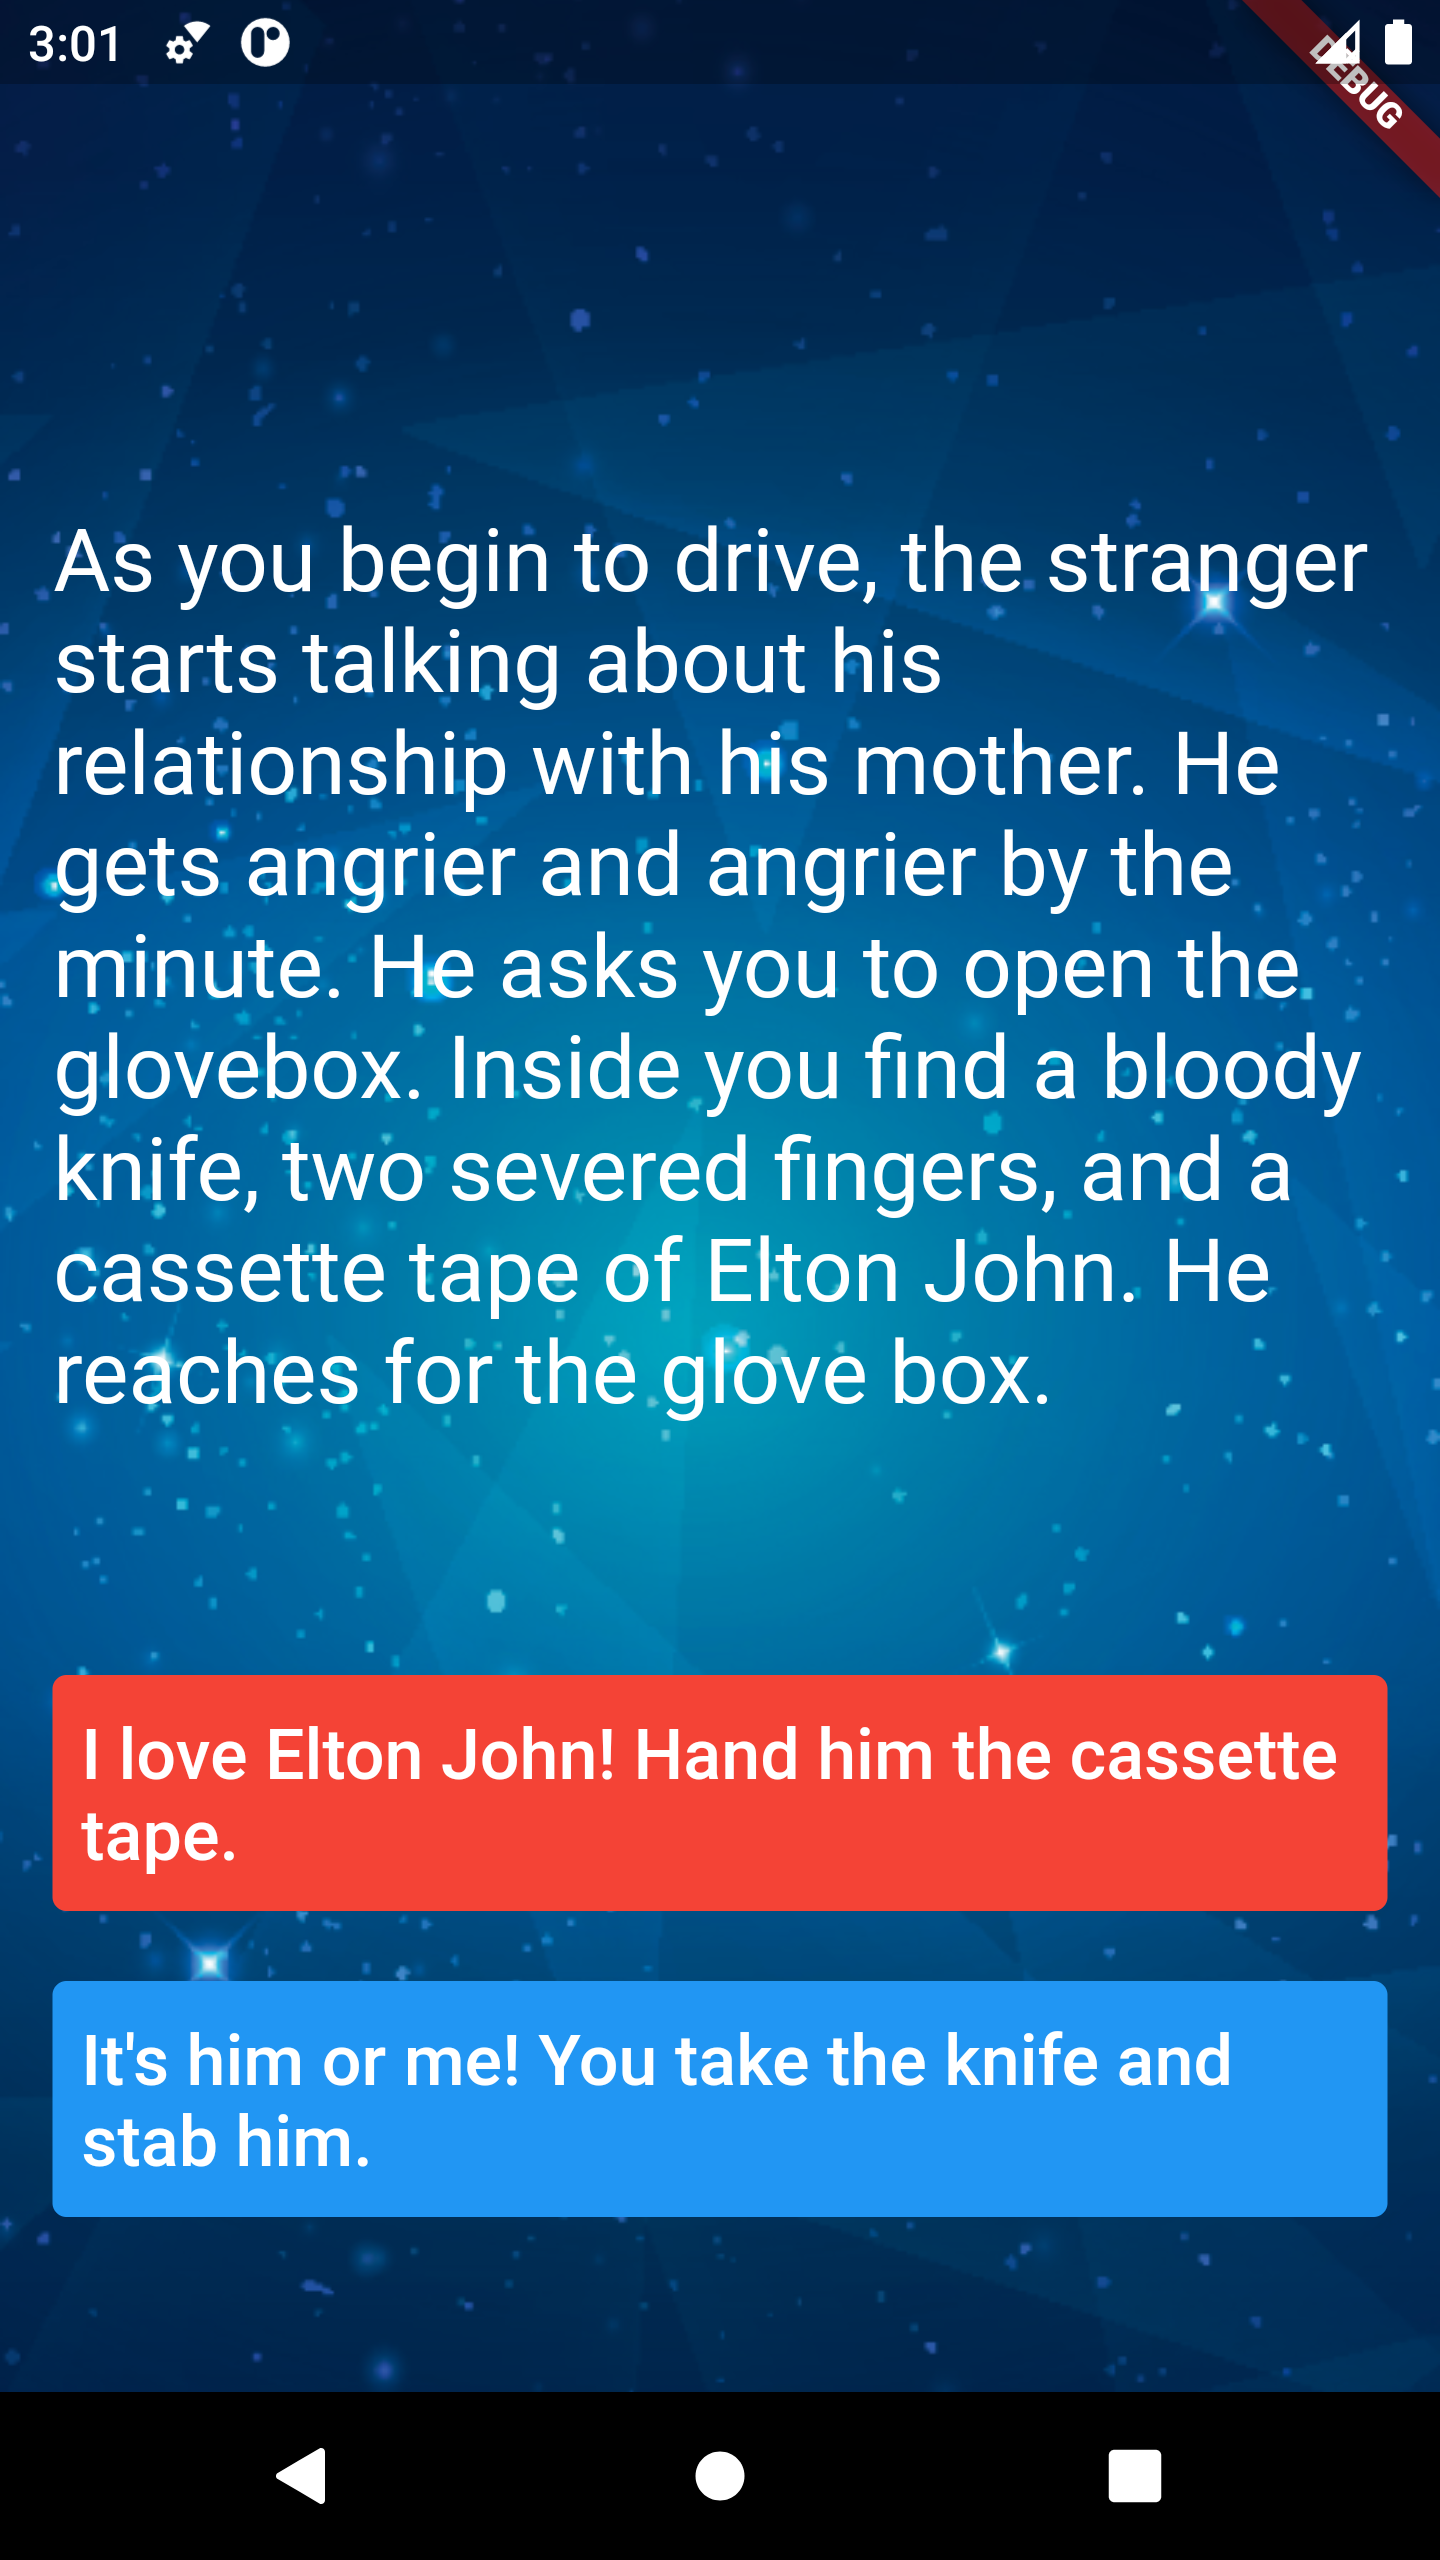 3:01
DEBUG
As you begin to drive, the stranger
starts talking about his
relationship with his mother. He
gets angrier and angrier by the
minute. He asks you to open the
glovebox. Inside you find a bloody
knife, two severed fingers, and a
cassette tape of Elton John. He
reaches for the glove box.
I love Elton John! Hand him the cassette
tape.
It's him or me! You take the knife and
stab him.